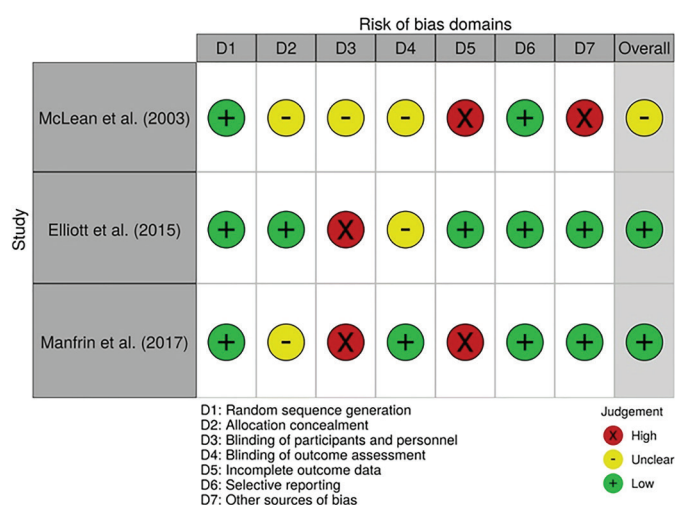 Risk of bias domains
D1 D2 D3 D4 D5 D6 D7 Overall
McLean et al. (2003) + - - - X + X -
Elliott et al. (2015) + + X - + + + +
Manfrin et al. (2017) + - X + X + + +
Study
D1: Random sequence generation
D2: Allocation concealment
D3: Blinding of participants and personnel
D4: Blinding of outcome assessment
D5: Incomplete outcome data
D6: Selective reporting
D7: Other sources of bias
Judgement
X High
- Unclear
+ Low